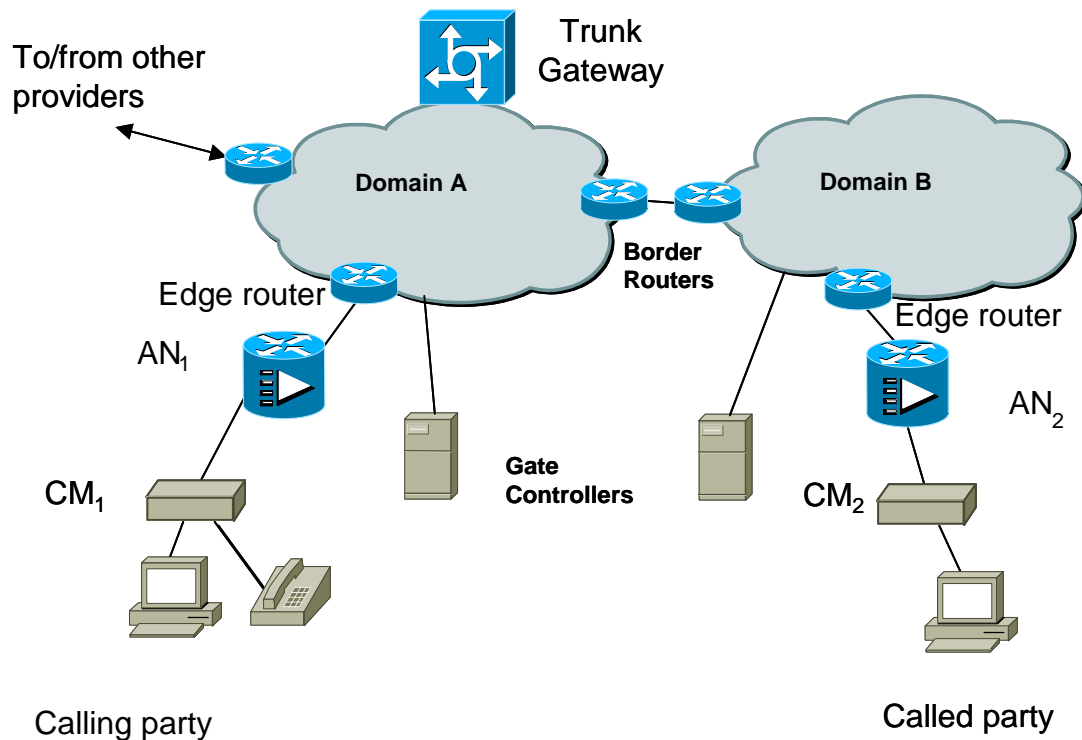 Trunk
Gateway
To/from other
providers
Domain A
Domain B
Border
Routers
Edge router
Edge router
AN₁
AN₂
Gate
Controllers
CM₁
CM₂
Calling party
Called party